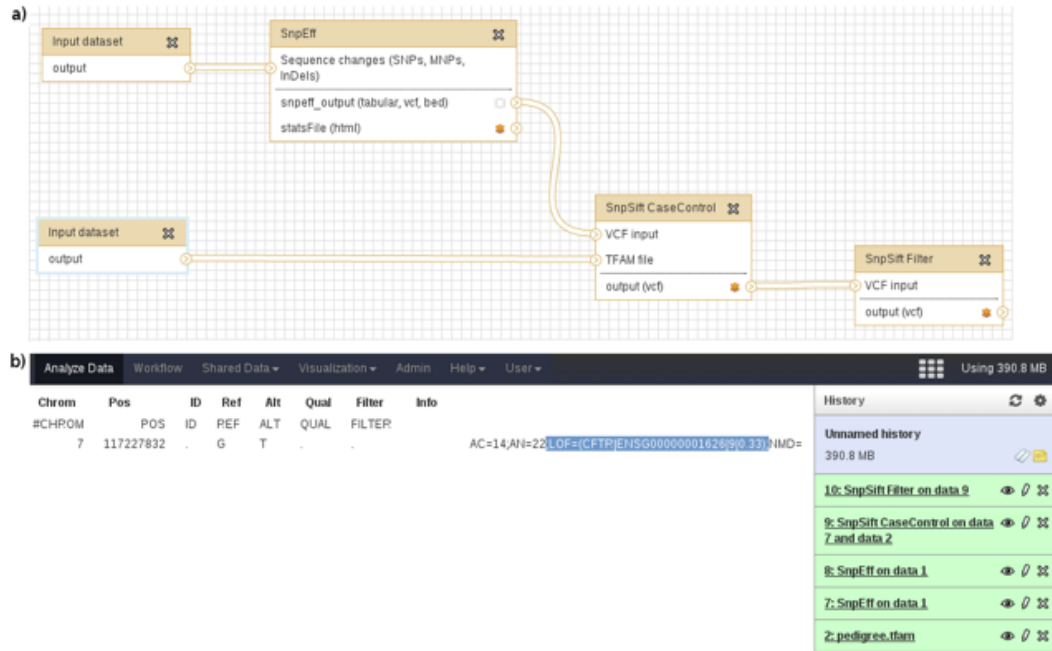 a)
Input dataset
output
SnpEff
Sequence changes (SNPs, MNPs,
InDels)
snpeff_output (tabular, vcf, bed)
statsFile (html)
Input dataset
output
SnpSift CaseControl
VCF input
TFAM file
output (vcf)
SnpSift Filter
VCF input
output (vcf)
b)
Analyze Data Workflow Shared Data Visualization Admin Help User Using 390.8 MB
Chrom Pos ID Ref Alt Qual Filter Info
#CHROM POS ID REF ALT QUAL FILTER
7 117227832 . G T . . AC=14;AN=22;LOF=(CFTR|ENSG00000001626|9|0.33);NMD=
History
Unnamed history
390.8 MB
10: SnpSift Filter on data 9
9: SnpSift CaseControl on data
7 and data 2
8: SnpEff on data 1
7: SnpEff on data 1
2: pedigree.tfam